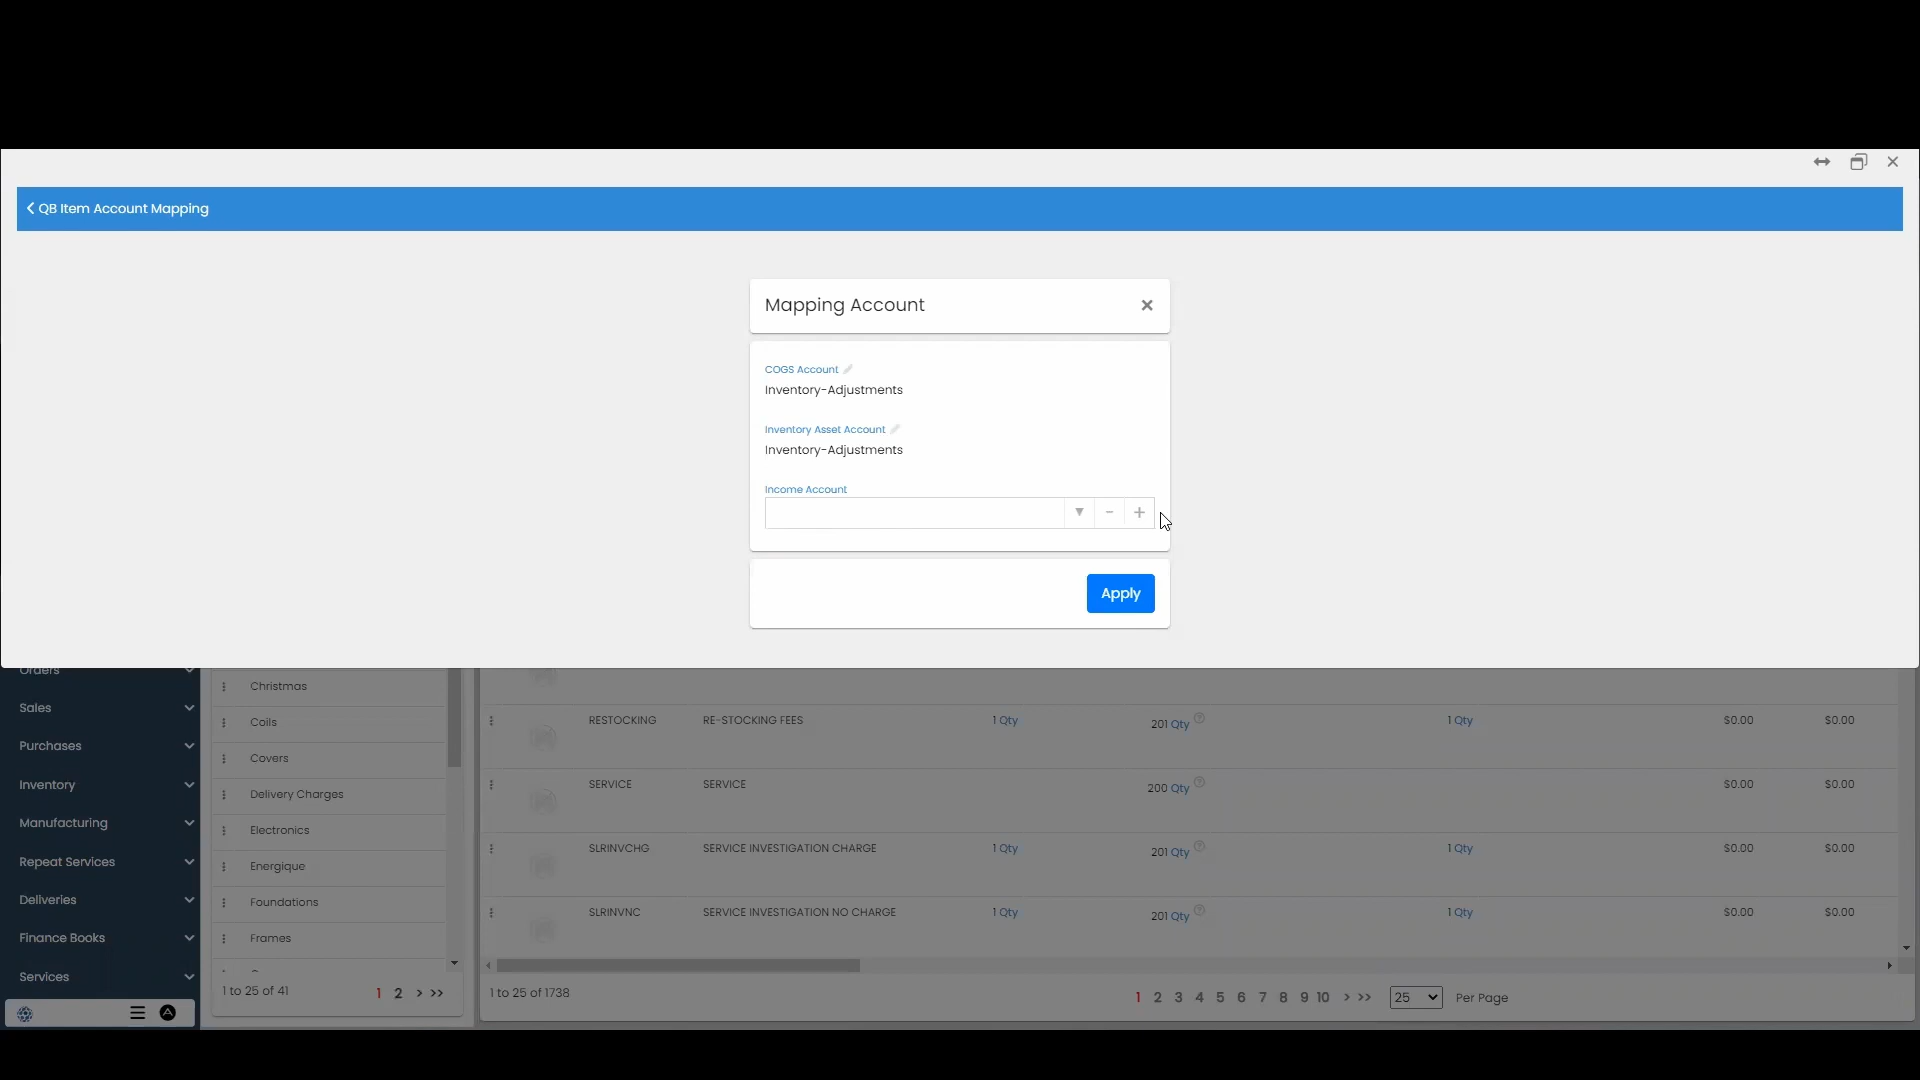 QB Item Account Mapping
Mapping Account
COGS Account
Inventory-Adjustments
Inventory Asset Account
Inventory-Adjustments
Income Account
Apply
Orders
Sales
Purchases
Inventory
Manufacturing
Repeat Services
Deliveries
Finance Books
Services
Christmas
Coils
Covers
Delivery Charges
Electronics
Energique
Foundations
Frames
1 to 25 of 41 1 2 > >>
RESTOCKING RE-STOCKING FEES 1 Qty 201 Qty 1 Qty $0.00 $0.00
SERVICE SERVICE 200 Qty $0.00 $0.00
SLRINVCHG SERVICE INVESTIGATION CHARGE 1 Qty 201 Qty 1 Qty $0.00 $0.00
SLRINVNC SERVICE INVESTIGATION NO CHARGE 1 Qty 201 Qty 1 Qty $0.00 $0.00
1 to 25 of 1738 1 2 3 4 5 6 7 8 9 10 > >> 25 Per Page